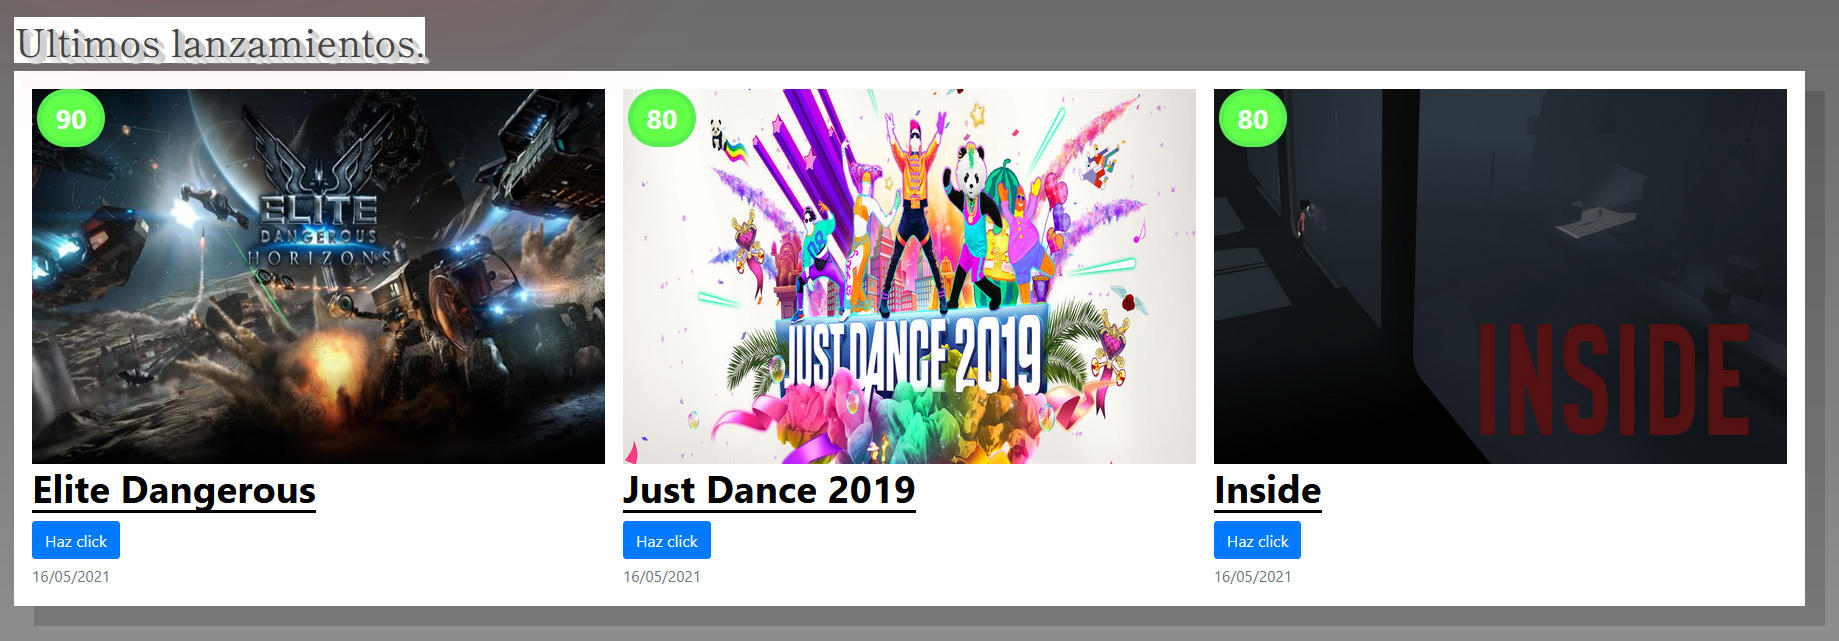 Ultimos lanzamientos.
90
ELITE
DANGEROUS
HORIZONS
Elite Dangerous
Haz click
16/05/2021
80
JUST DANCE 2019
Just Dance 2019
Haz click
16/05/2021
80
INSIDE
Inside
Haz click
16/05/2021